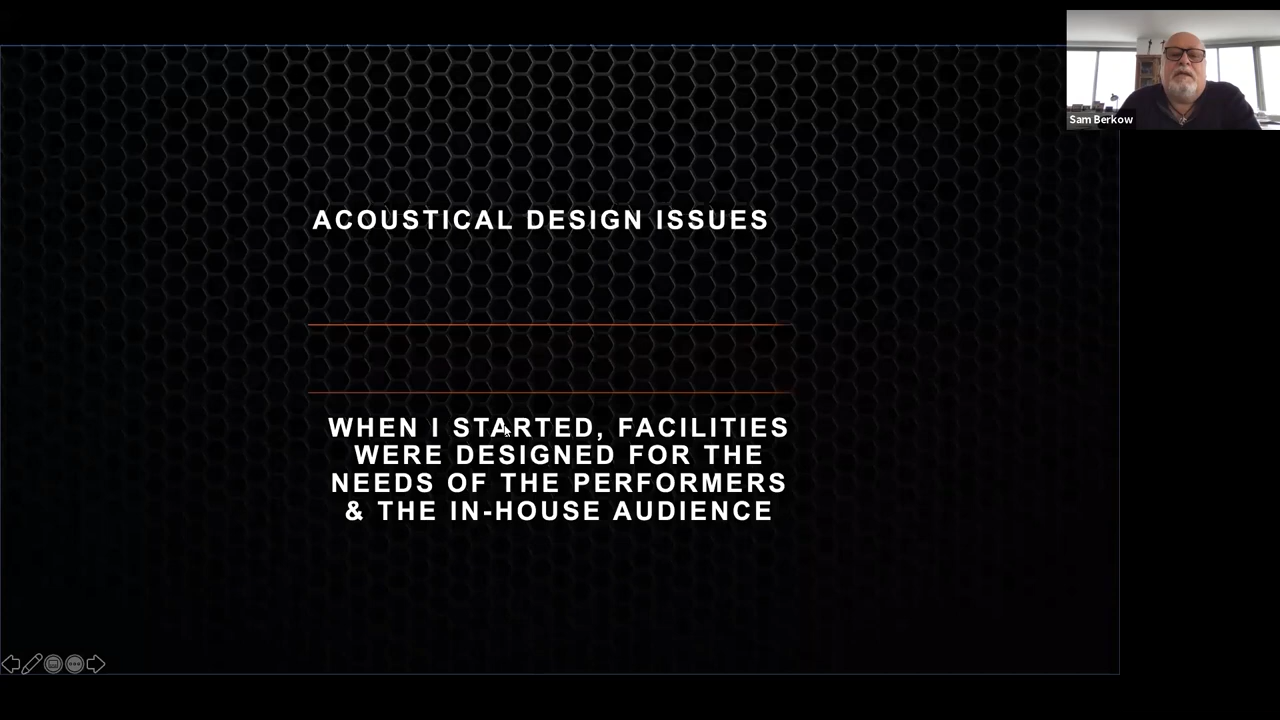 Sam Berkow
ACOUSTICAL DESIGN ISSUES
WHEN I STARTED, FACILITIES
WERE DESIGNED FOR THE
NEEDS OF THE PERFORMERS
& THE IN-HOUSE AUDIENCE